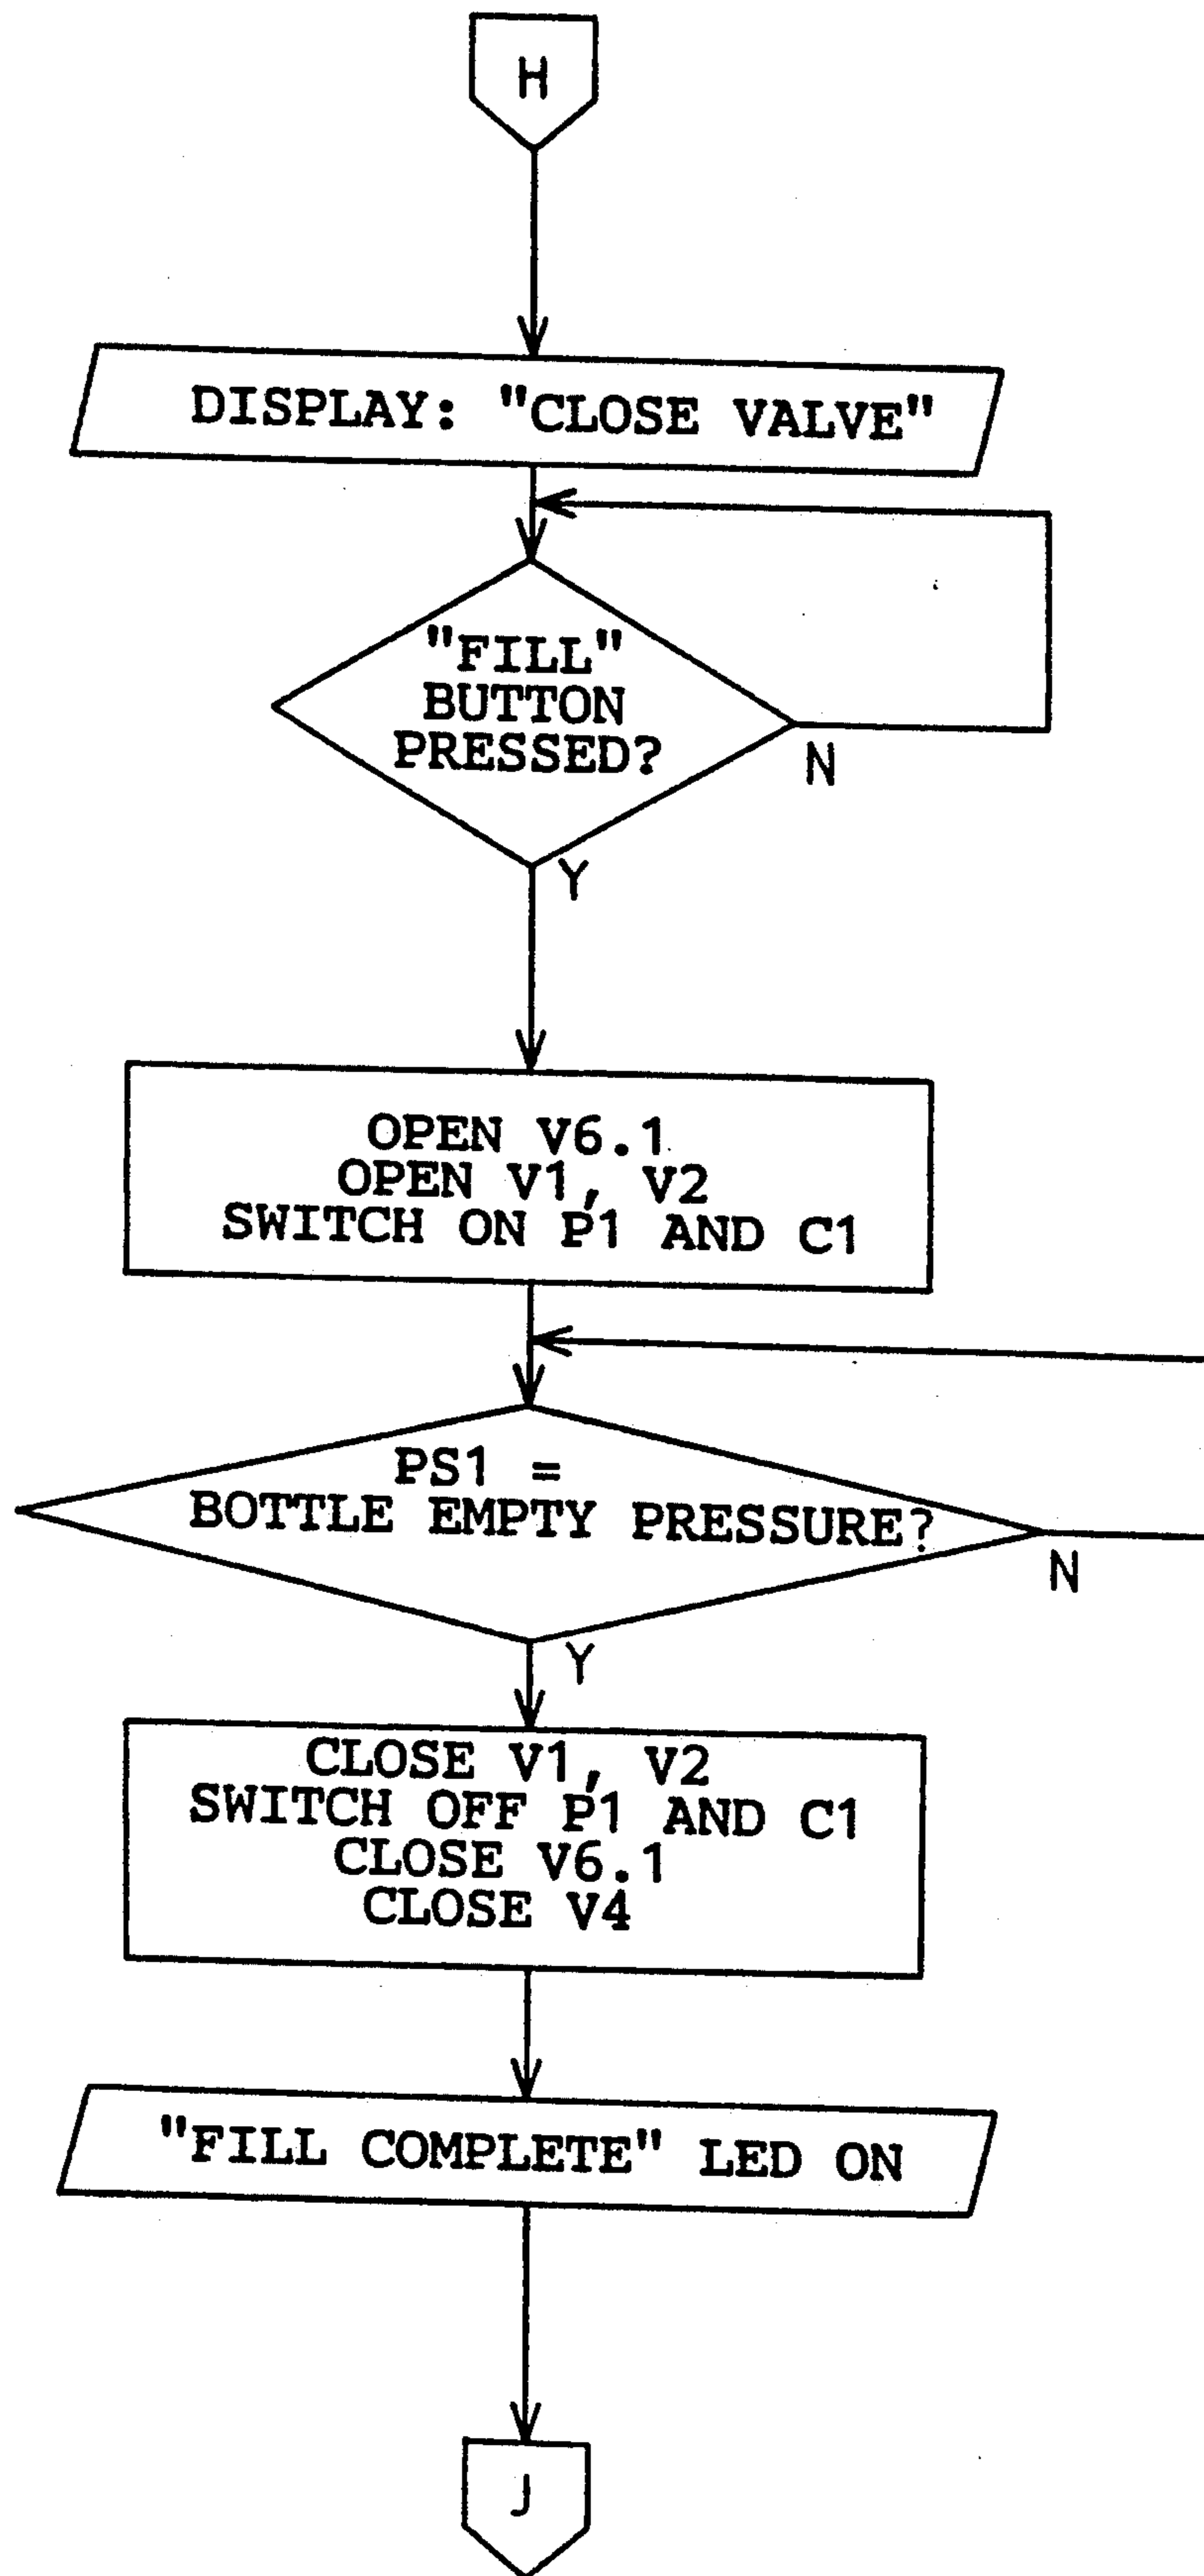 H
DISPLAY: "CLOSE VALVE"
"FILL"
BUTTON
PRESSED?
N
Y
OPEN V6.1
OPEN V1, V2
SWITCH ON P1 AND C1
PS1 =
BOTTLE EMPTY PRESSURE?
N
Y
CLOSE V1, V2
SWITCH OFF P1 AND C1
CLOSE V6.1
CLOSE V4
"FILL COMPLETE" LED ON
J